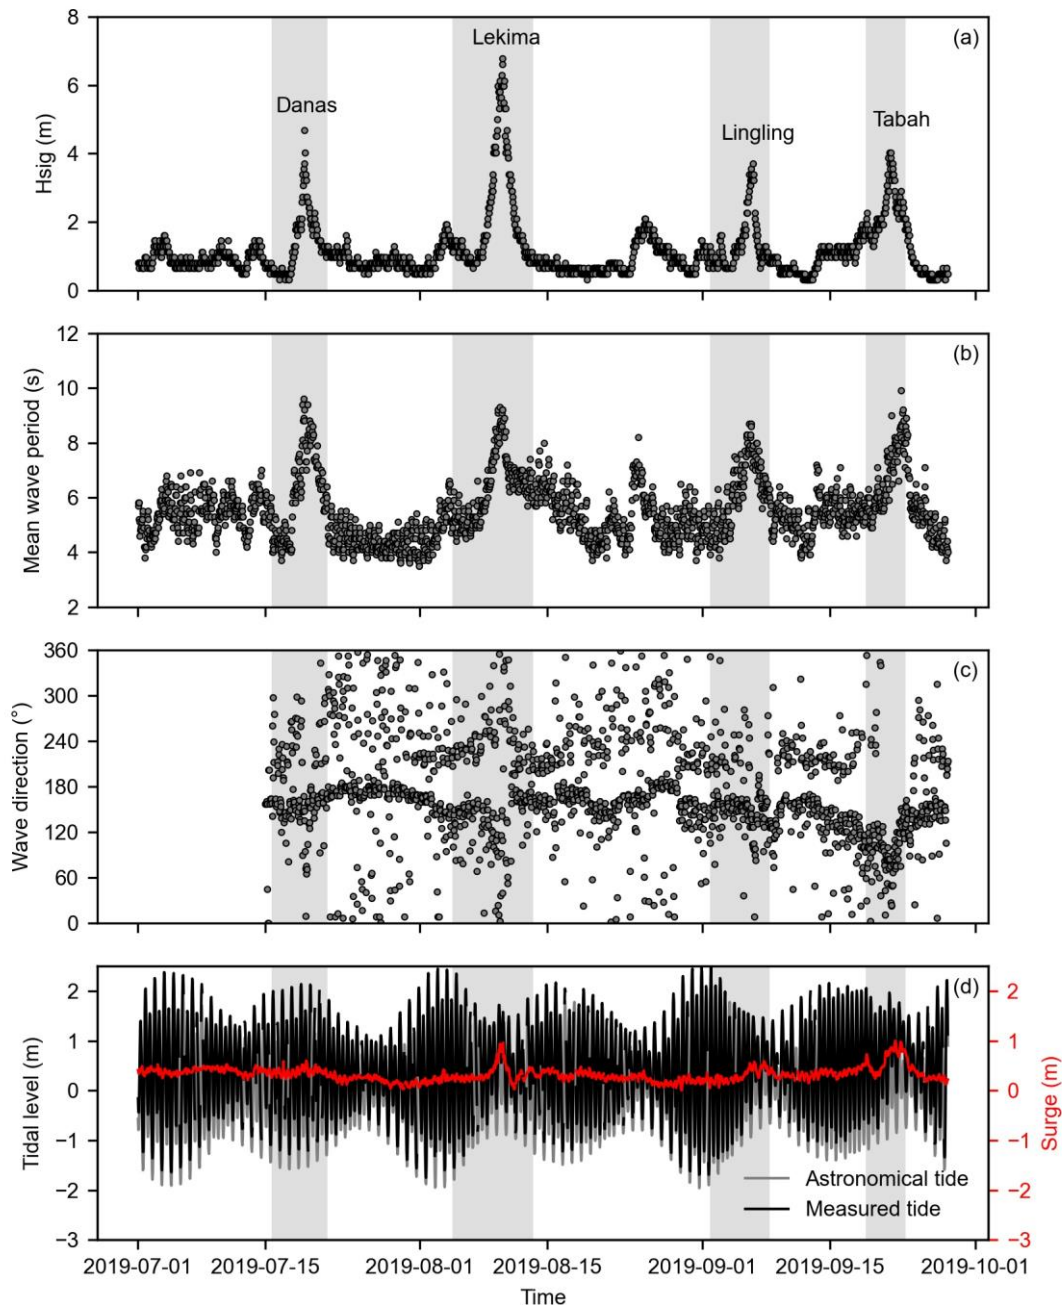 8
6
4
2
0
Hsig (m)
Danas
Lekima
Lingling
Tabah
(a)
12
10
8
6
4
2
Mean wave period (s)
(b)
360
300
240
180
120
60
0
Wave direction (°)
(c)
2
1
0
−1
−2
−3
Tidal level (m)
(d)
2
1
0
−1
−2
−3
Surge (m)
Astronomical tide
Measured tide
2019-07-01
2019-07-15
2019-08-01
2019-08-15
2019-09-01
2019-09-15
2019-10-01
Time